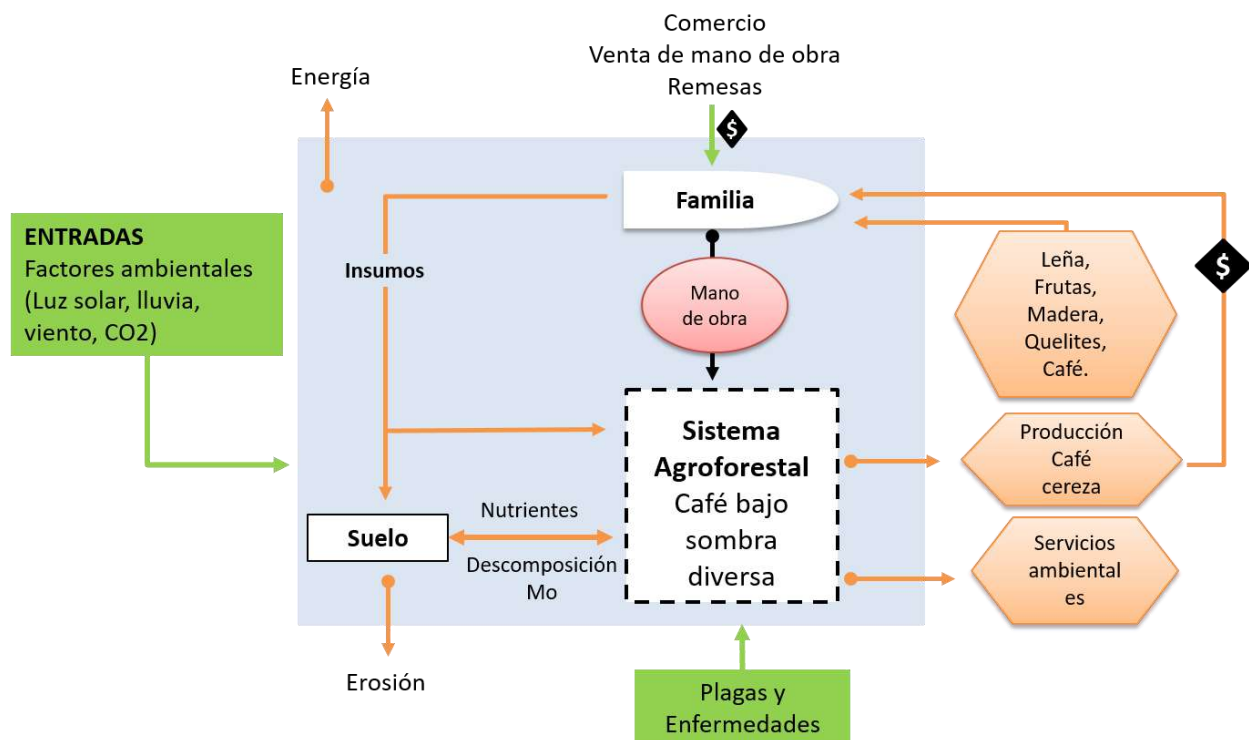 Comercio
Venta de mano de obra
Remesas
$
Energía
Familia
ENTRADAS
Factores ambientales
(Luz solar, lluvia,
viento, CO2)
Insumos
Mano
de obra
Leña,
Frutas,
Madera,
Quelites,
Café.
$
Sistema
Agroforestal
Café bajo
sombra
diversa
Producción
Café
cereza
Suelo
Nutrientes
Descomposición
Mo
Servicios
ambiental
es
Erosión
Plagas y
Enfermedades